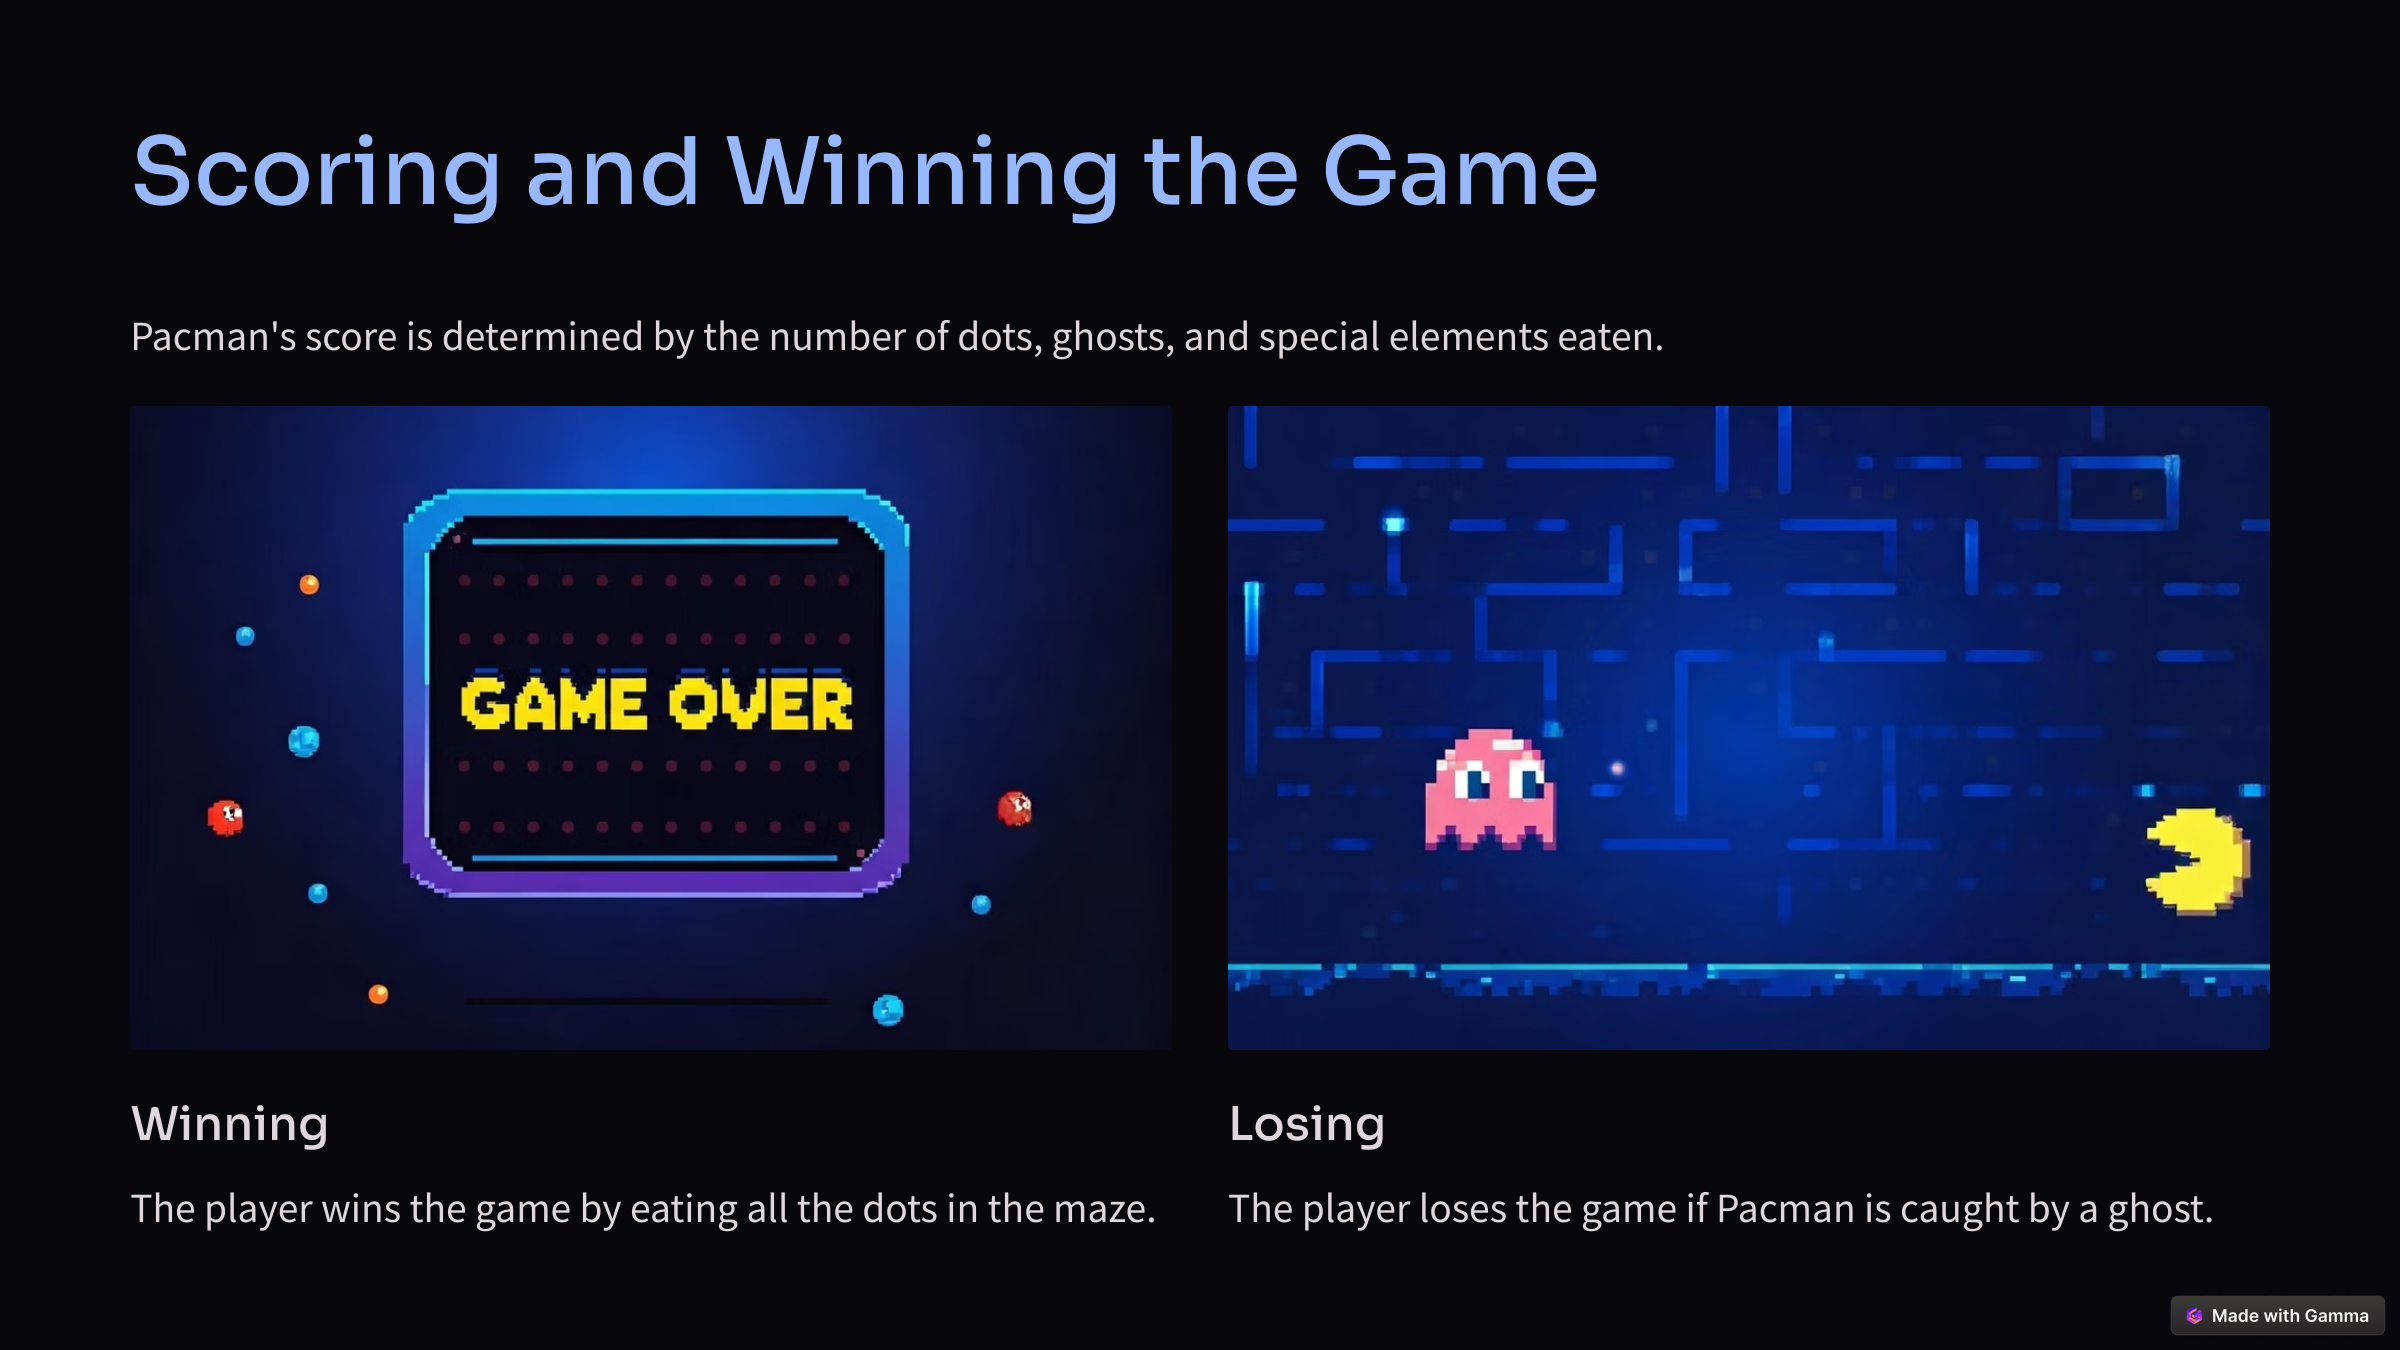 Scoring and Winning the Game
Pacman's score is determined by the number of dots, ghosts, and special elements eaten.
GAME OVER
Winning
The player wins the game by eating all the dots in the maze.
Losing
The player loses the game if Pacman is caught by a ghost.
Made with Gamma